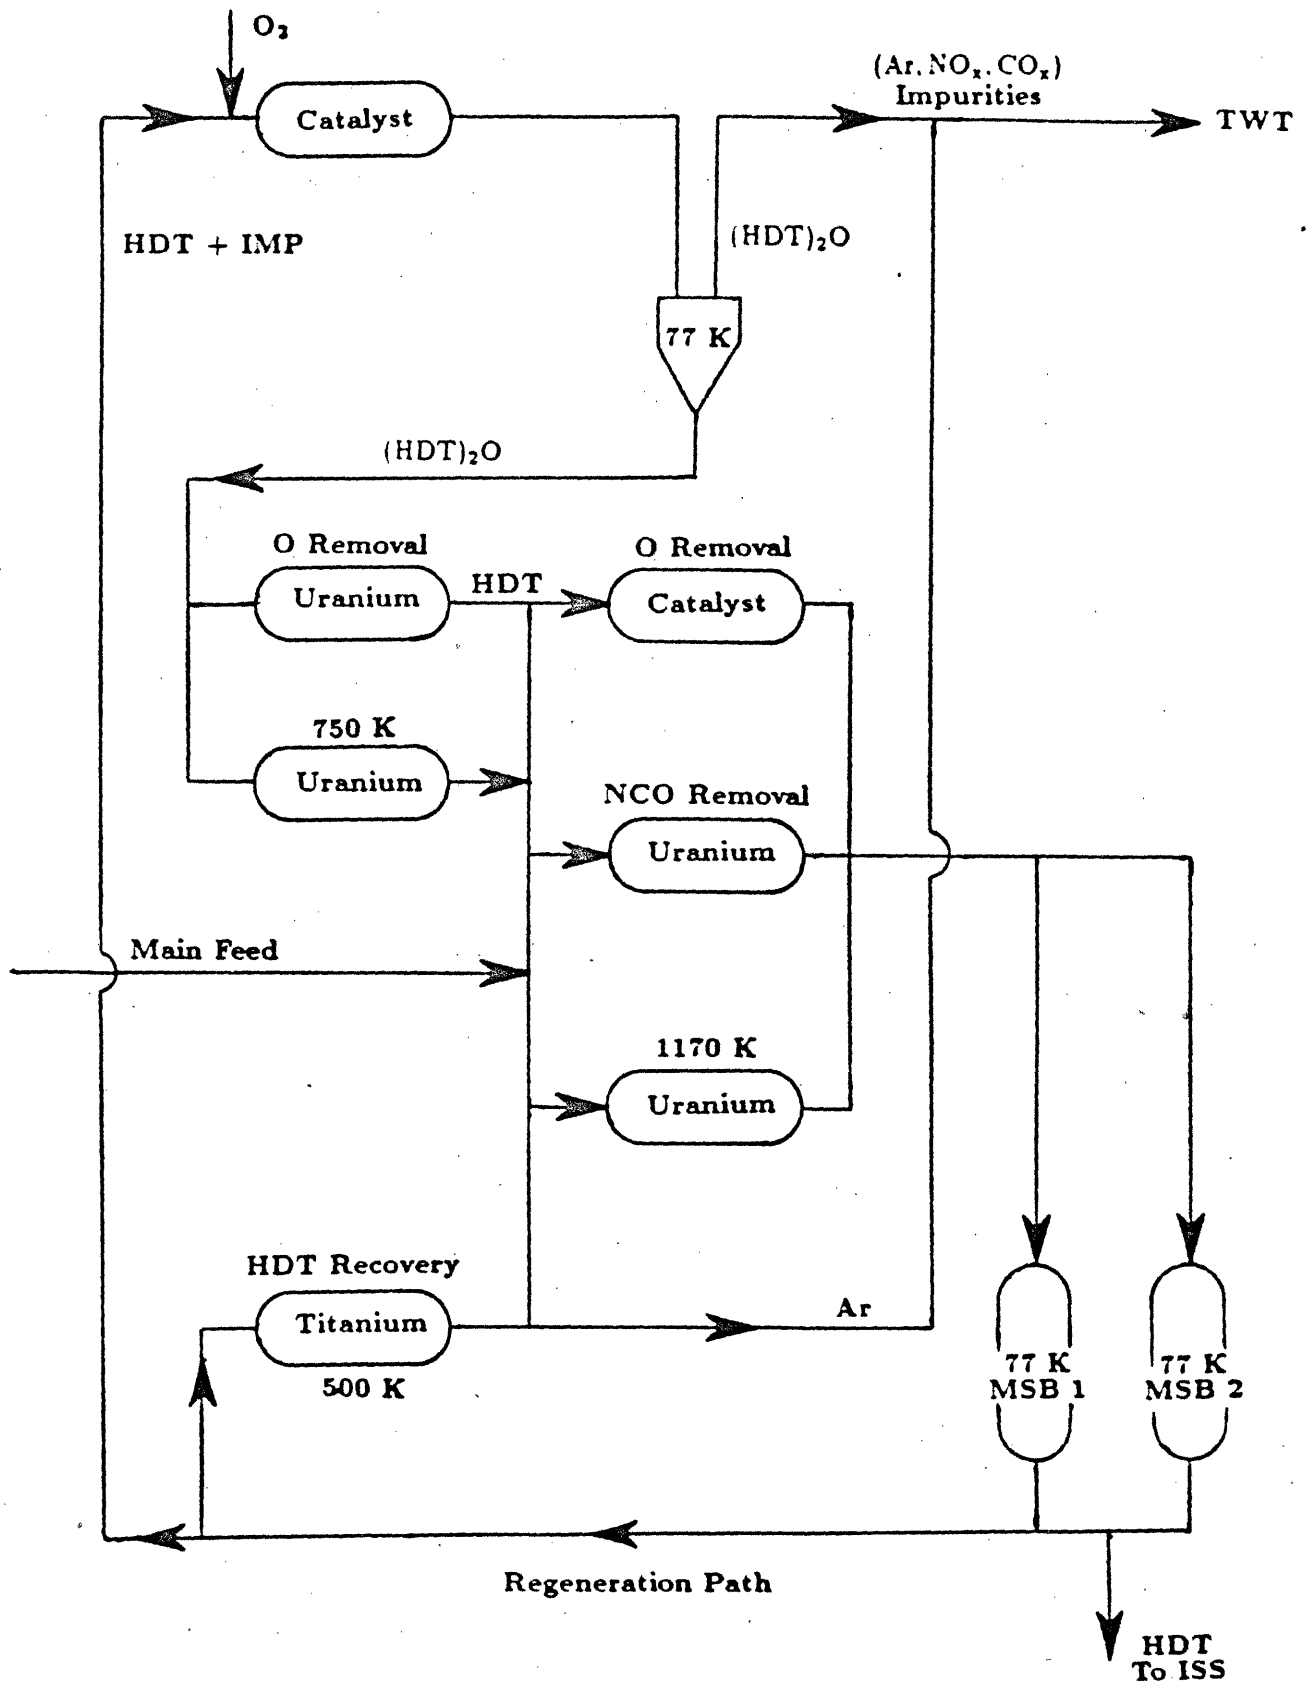 O₂
(Ar, NOₓ, COₓ)
Impurities
Catalyst
TWT
HDT + IMP
(HDT)₂O
77 K
(HDT)₂O
O Removal
O Removal
Uranium
HDT
Catalyst
750 K
Uranium
NCO Removal
Uranium
Main Feed
1170 K
Uranium
HDT Recovery
Titanium
Ar
500 K
77 K
MSB 1
77 K
MSB 2
Regeneration Path
HDT
To ISS